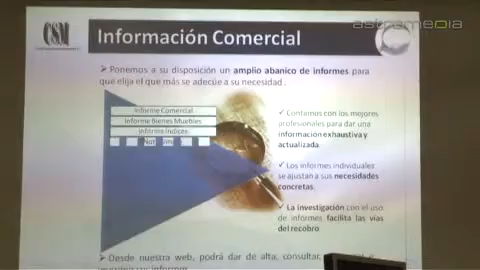 CSM
Información Comercial
astromedia
➤ Ponemos a su disposición un amplio abanico de informes para
que elija el que más se adecúe a su necesidad .
Informe Comercial
Informe Bienes Muebles
Informe Índices
✓ Contamos con los mejores
profesionales para dar una
información exhaustiva y
actualizada.
✓ Los informes individuales
se ajustan a sus necesidades
concretas.
✓ La investigación con el uso
de informes facilita las vías
del recobro.
➤ Desde nuestra web, podrá dar de alta, consultar,